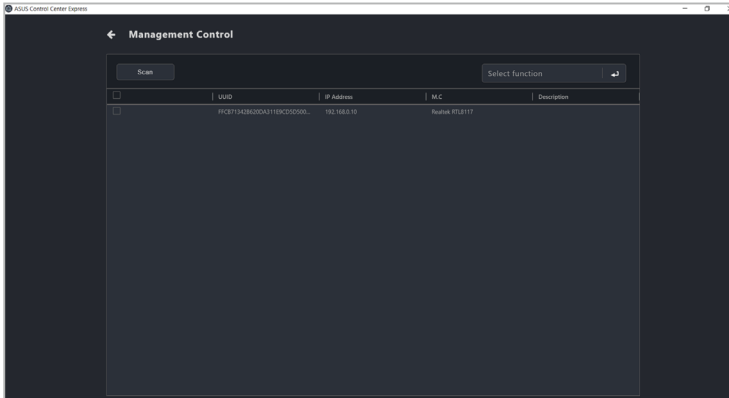 ASUS Control Center Express
Management Control
Scan
Select function
UUID
IP Address
M.C
Description
FFCB713428620DA311E9CD5D500...
192.168.0.10
Realtek RTL8117